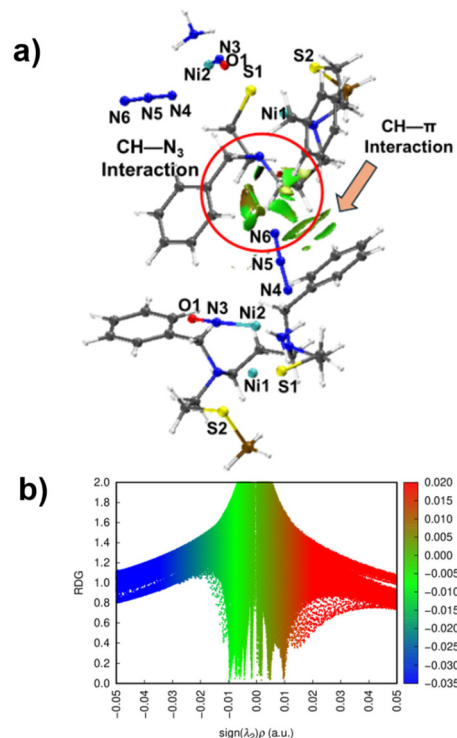 a)
N3
Ni2
O1
S1
S2
N6
N5
N4
Ni1
CH—N3
Interaction
CH—π
Interaction
N6
N5
N4
O1
N3
Ni2
Ni1
S1
S2
b)
2.0
1.8
1.6
1.4
1.2
1.0
0.8
0.6
0.4
0.2
0.0
RDG
-0.05
-0.04
-0.03
-0.02
-0.01
0.00
0.01
0.02
0.03
0.04
0.05
sign(λ2)ρ (a.u.)
0.020
0.015
0.010
0.005
0.000
-0.005
-0.010
-0.015
-0.020
-0.025
-0.030
-0.035